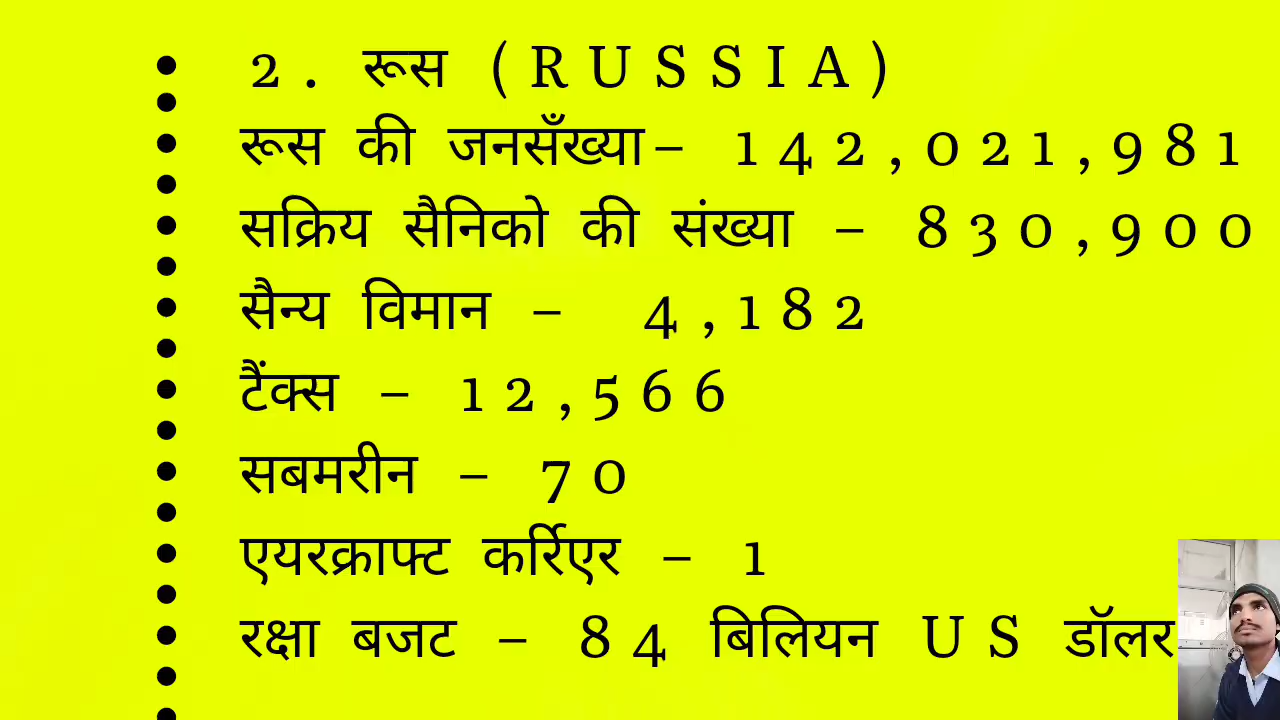 2. रूस (RUSSIA)
रूस की जनसँख्या– 142,021,981
सक्रिय सैनिको की संख्या – 830,900
सैन्य विमान – 4,182
टैंक्स – 12,566
सबमरीन – 70
एयरक्राफ्ट कर्रिएर – 1
रक्षा बजट – 84 बिलियन US डॉलर